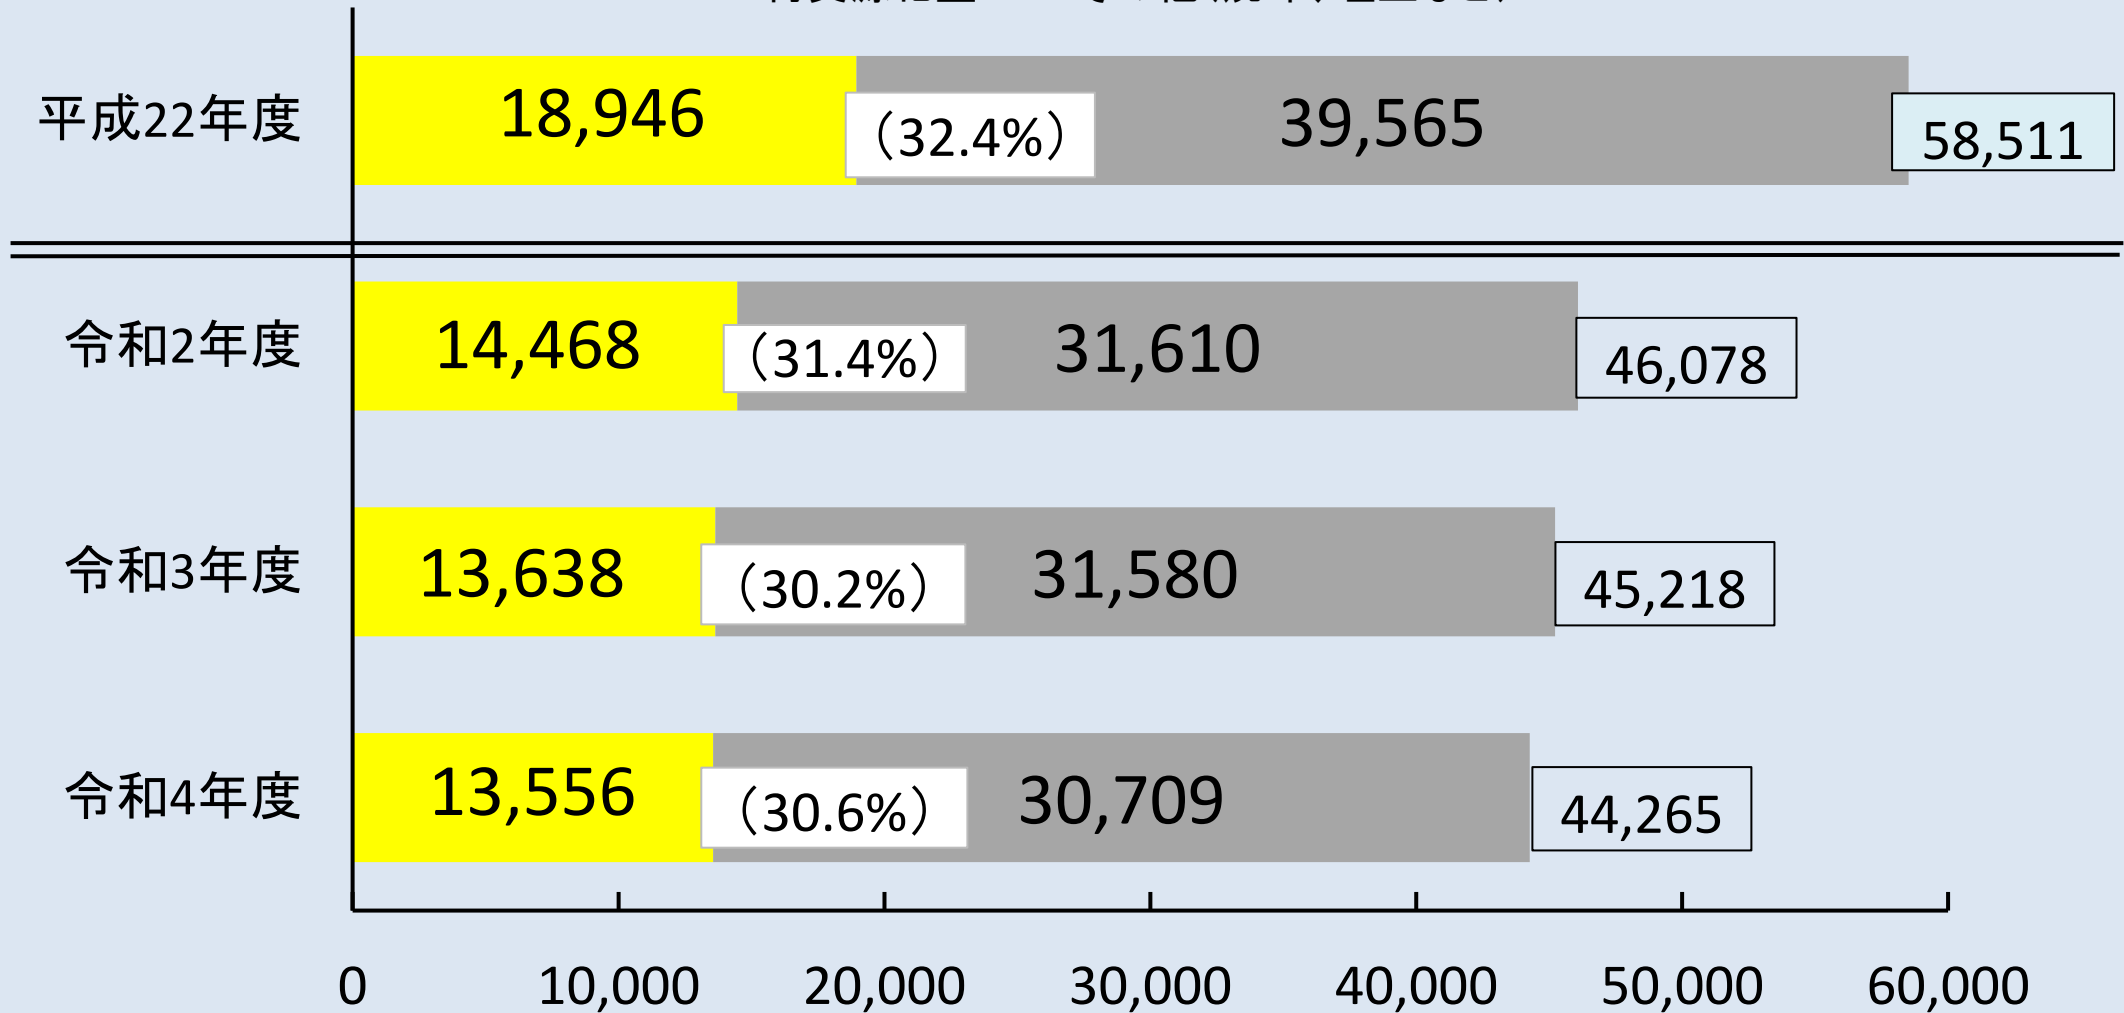 平成22年度 18,946 （32.4%） 39,565 58,511
令和2年度 14,468 （31.4%） 31,610 46,078
令和3年度 13,638 （30.2%） 31,580 45,218
令和4年度 13,556 （30.6%） 30,709 44,265
0 10,000 20,000 30,000 40,000 50,000 60,000